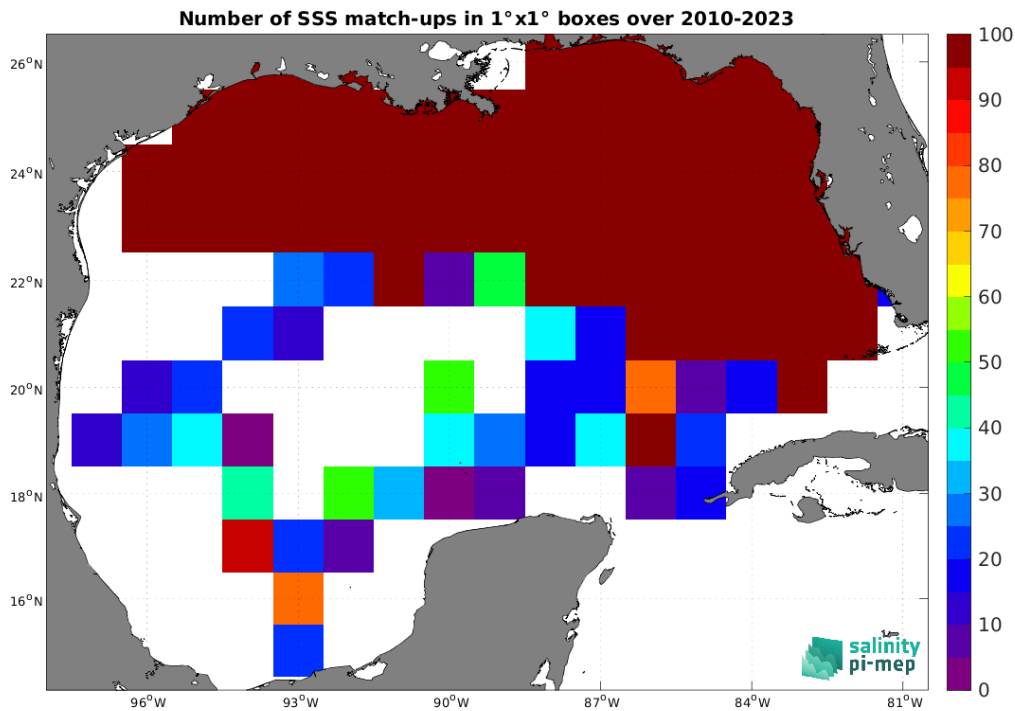 Number of SSS match-ups in 1°x1° boxes over 2010-2023
26°N
24°N
22°N
20°N
18°N
16°N
96°W
93°W
90°W
87°W
84°W
81°W
100
90
80
70
60
50
40
30
20
10
0
salinity
pi-mep